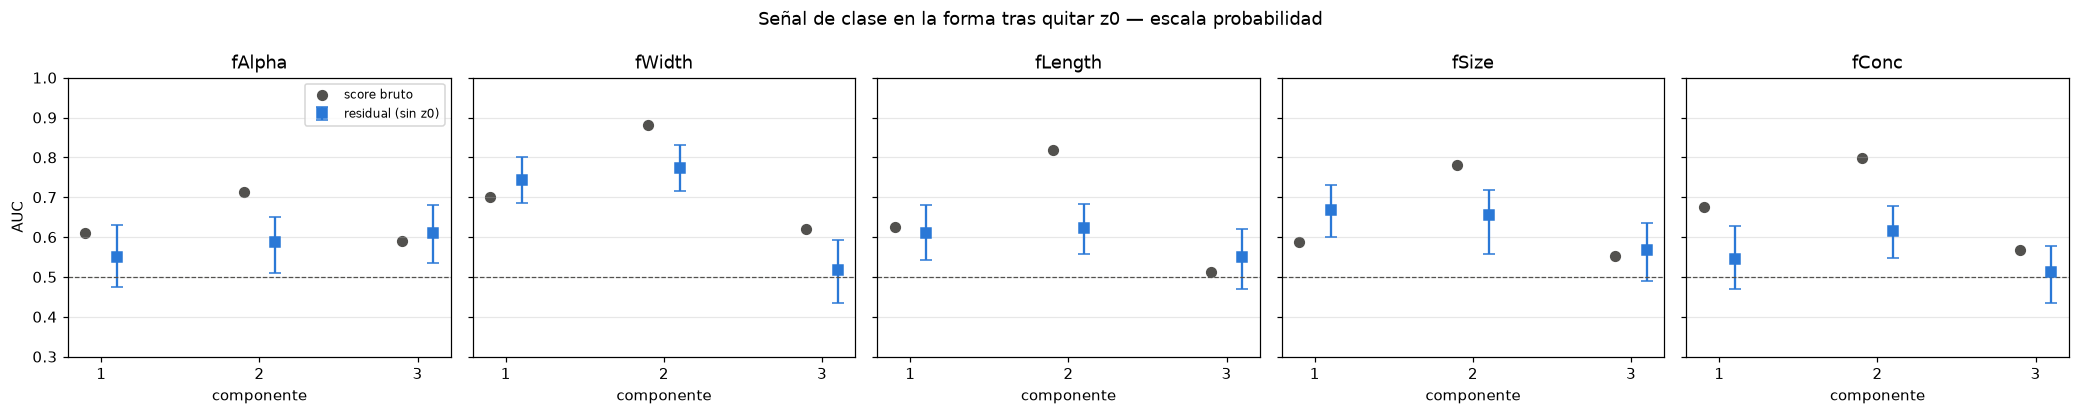 Señal de clase en la forma tras quitar z0 — escala probabilidad
fAlpha
fWidth
fLength
fSize
fConc
score bruto
residual (sin z0)
AUC
1.0
0.9
0.8
0.7
0.6
0.5
0.4
0.3
1 2 3
1 2 3
1 2 3
1 2 3
1 2 3
componente
componente
componente
componente
componente